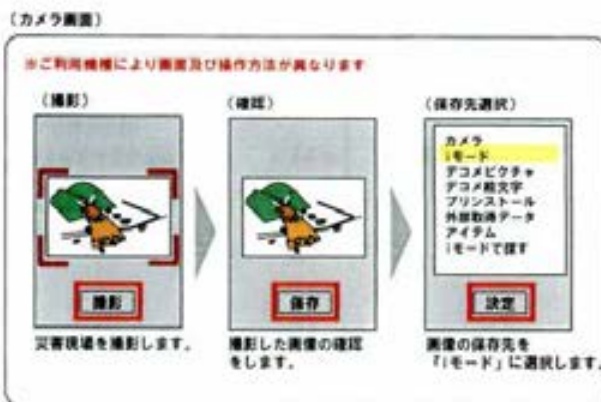 (カメラ画面)
※ご利用機種により画面及び操作方法が異なります
(撮影)
(確認)
(保存先選択)
カメラ
iモード
デコメピクチャ
デコメ絵文字
プリンストール
外部取得データ
アイテム
iモードで探す
撮影
保存
決定
災害現場を撮影します。
撮影した画像の確認
をします。
画像の保存先を
「iモード」に選択します。